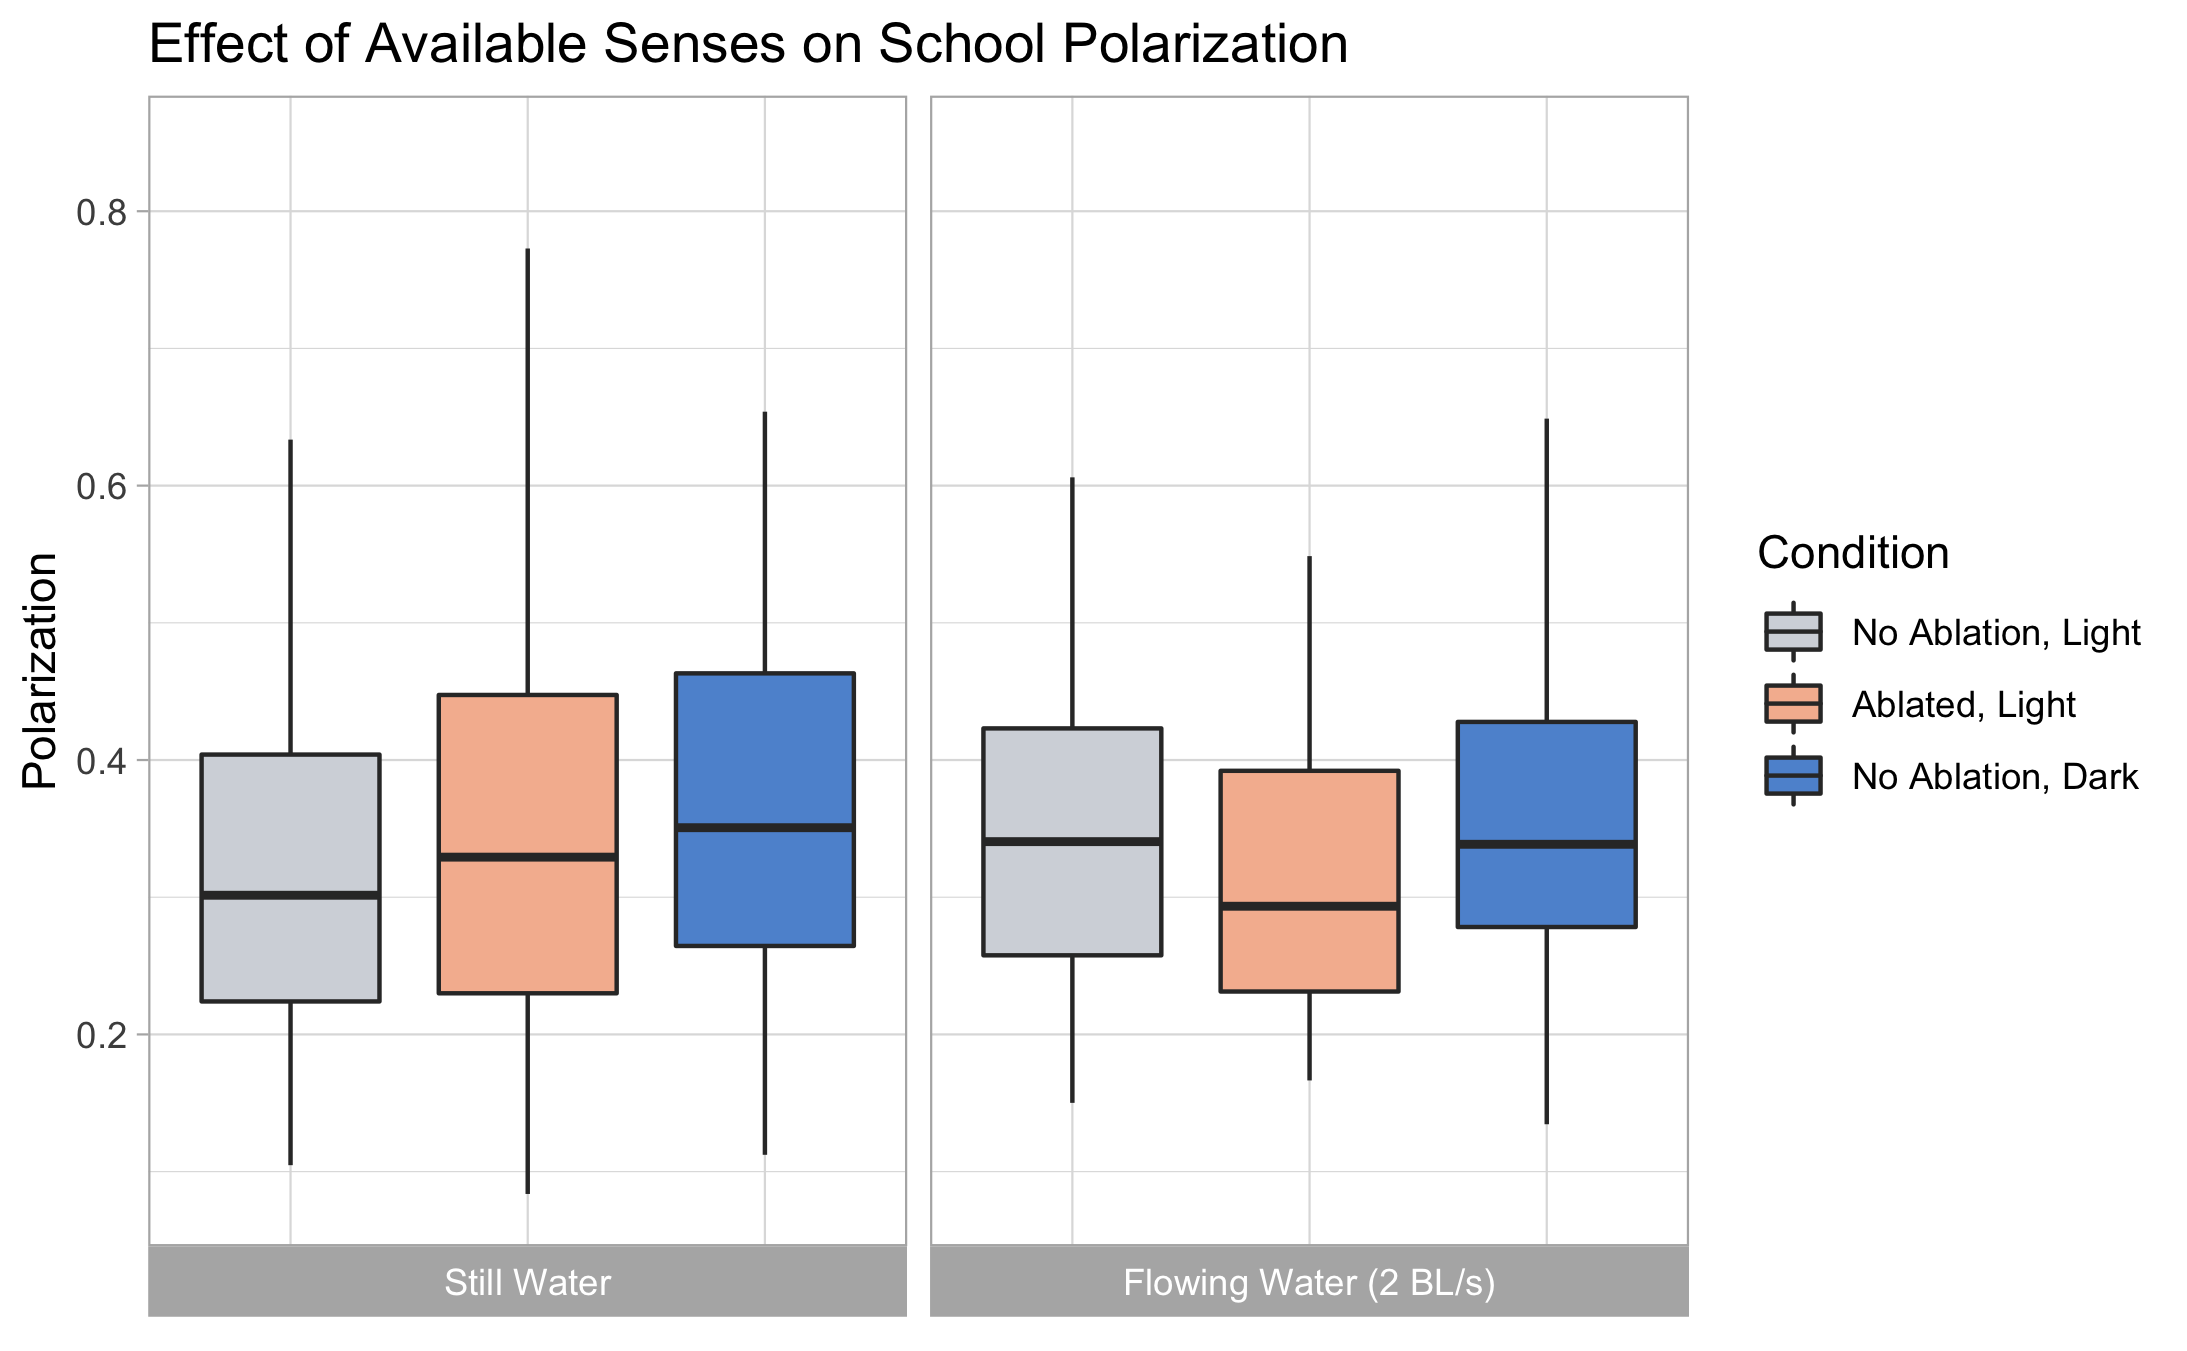 Effect of Available Senses on School Polarization
Polarization
0.8
0.6
0.4
0.2
Still Water
Flowing Water (2 BL/s)
Condition
No Ablation, Light
Ablated, Light
No Ablation, Dark